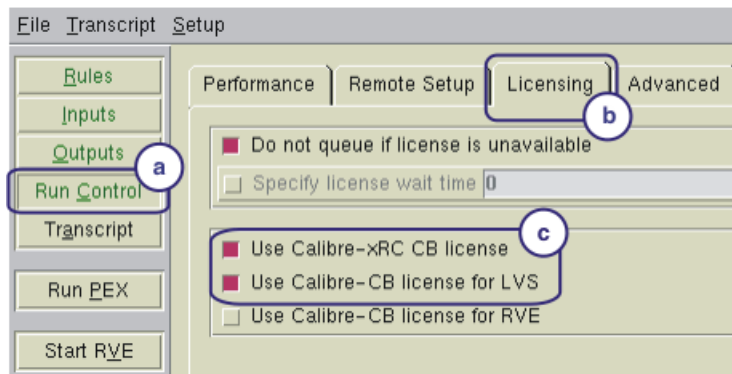 File Transcript Setup
Rules
Inputs
Outputs
Run Control
Transcript
Run PEX
Start RVE
a
Performance Remote Setup Licensing Advanced
b
Do not queue if license is unavailable
Specify license wait time 0
c
Use Calibre-xRC CB license
Use Calibre-CB license for LVS
Use Calibre-CB license for RVE